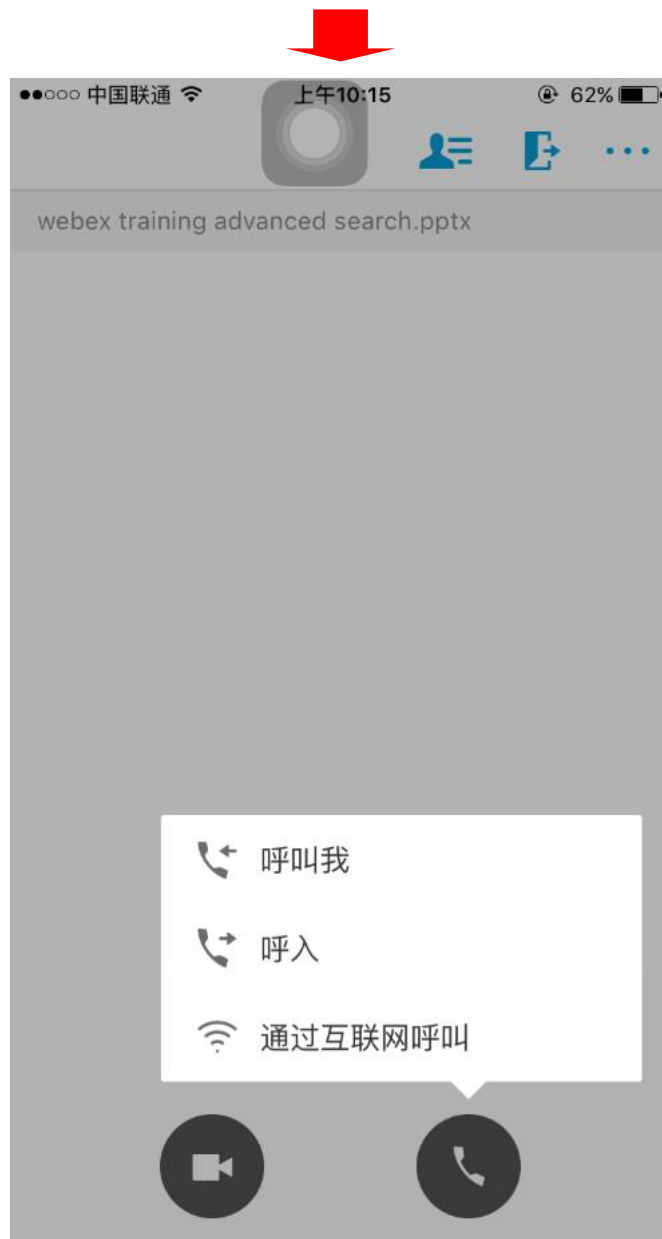 中国联通 上午10:15 62%
webex training advanced search.pptx
呼叫我
呼入
通过互联网呼叫